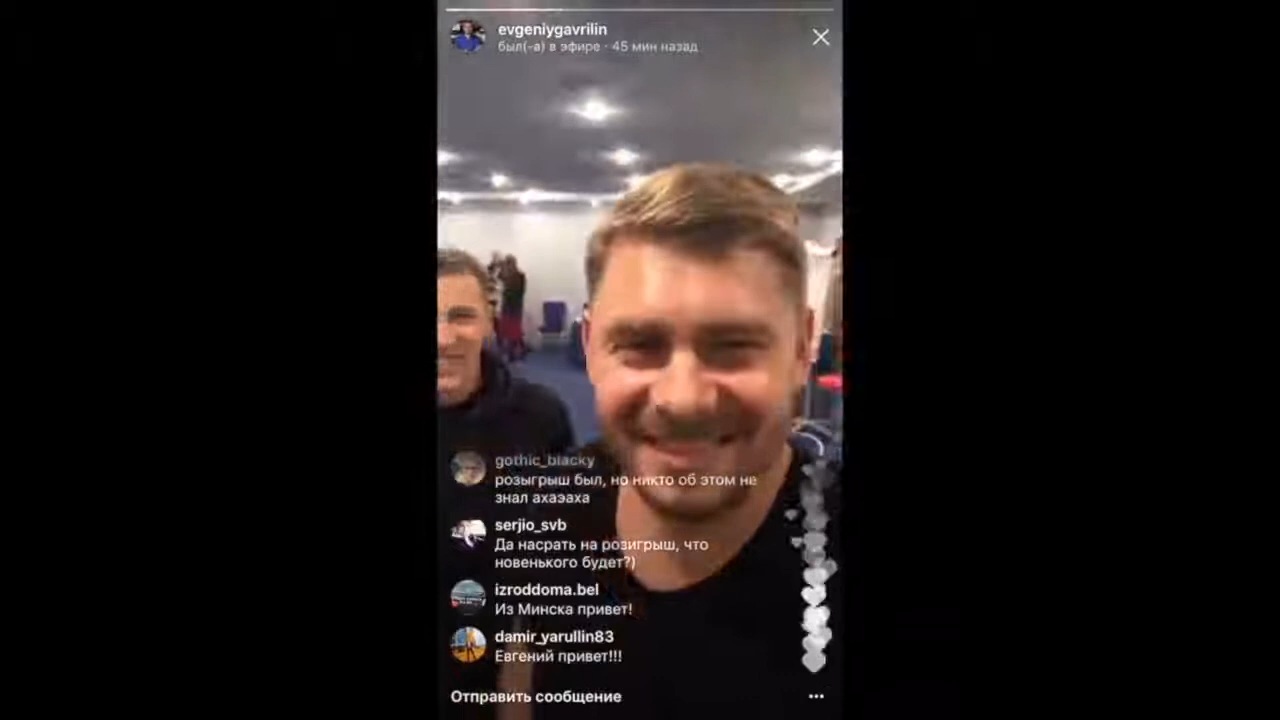 evgeniygavrilin
был(-а) в эфире · 45 мин назад
gothic_blacky
розыгрыш был, но никто об этом не
знал ахаэаха
serjio_svb
Да насрать на розигрыш, что
новенького будет?)
izroddoma.bel
Из Минска привет!
damir_yarullin83
Евгений привет!!!
Отправить сообщение